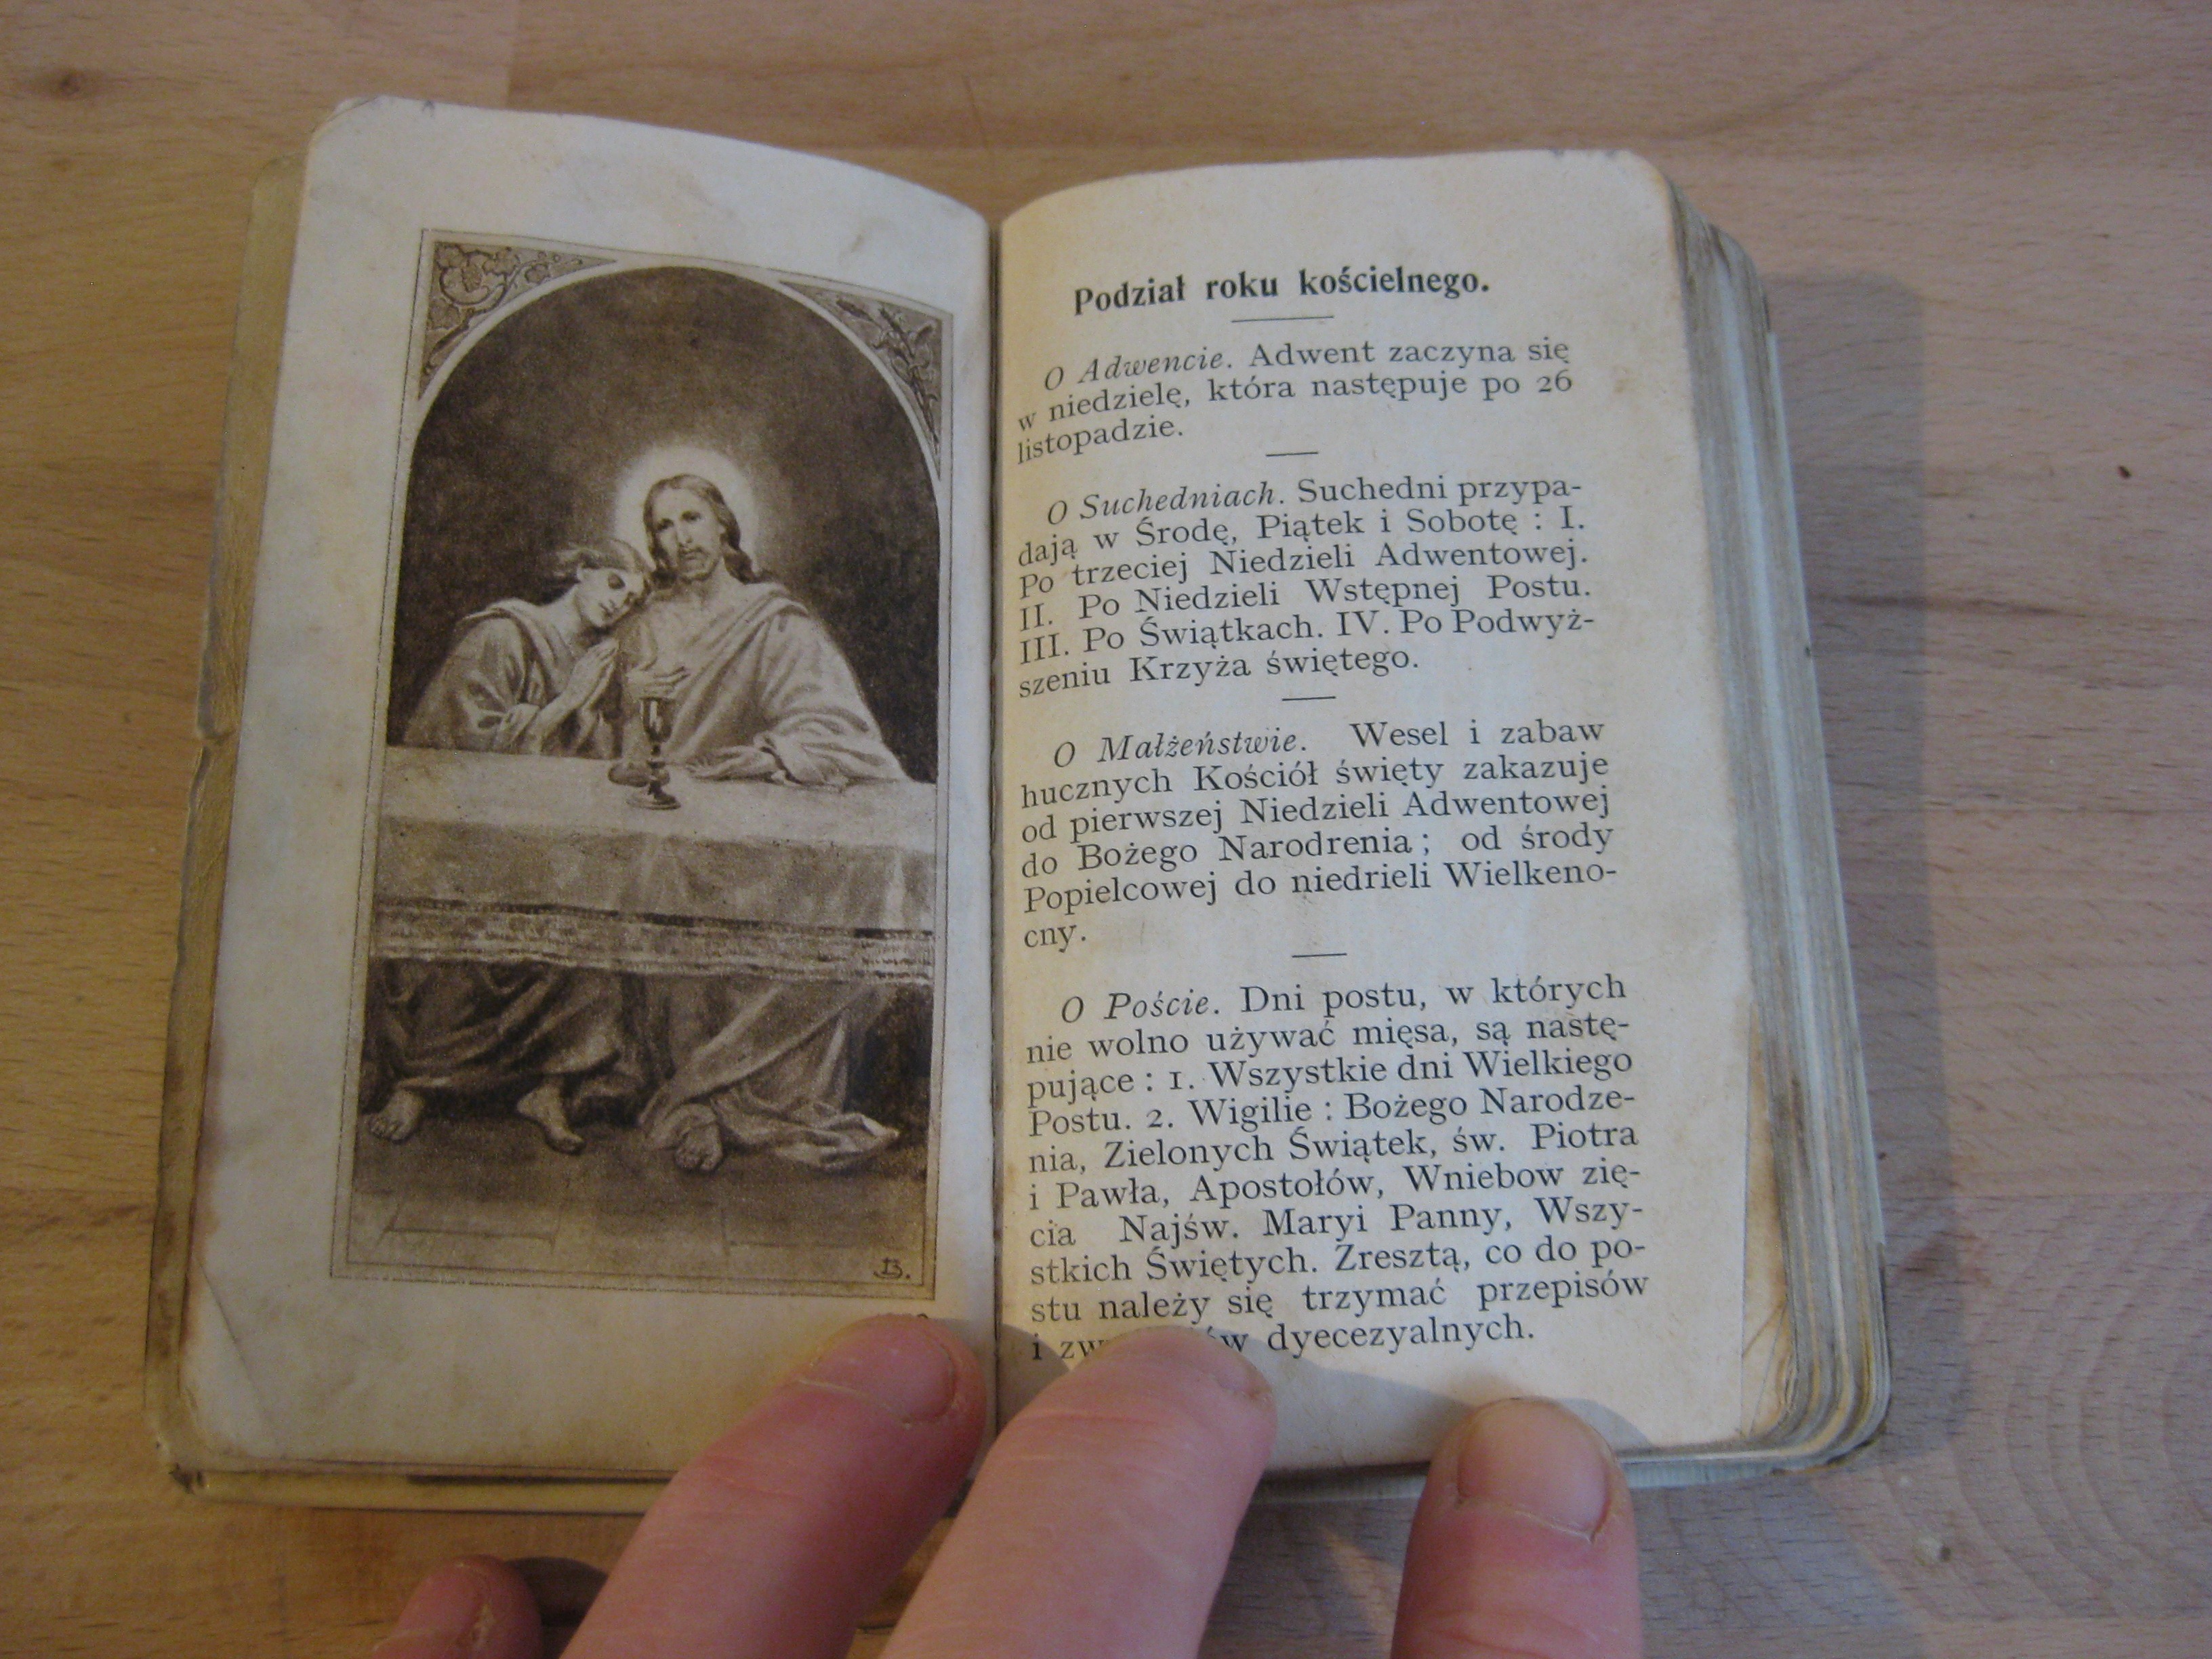 B.
Podział roku kościelnego.
O Adwencie. Adwent zaczyna się
w niedzielę, która następuje po 26
listopadzie.
O Suchedniach. Suchedni przypa-
dają w Środę, Piątek i Sobotę : I.
Po trzeciej Niedzieli Adwentowej.
II. Po Niedzieli Wstępnej Postu.
III. Po Świątkach. IV. Po Podwyż-
szeniu Krzyża świętego.
O Małżeństwie. Wesel i zabaw
hucznych Kościół święty zakazuje
od pierwszej Niedzieli Adwentowej
do Bożego Narodrenia ; od środy
Popielcowej do niedrieli Wielkeno-
cny.
O Poście. Dni postu, w których
nie wolno używać mięsa, są nastę-
pujące : 1. Wszystkie dni Wielkiego
Postu. 2. Wigilie : Bożego Narodze-
nia, Zielonych Świątek, św. Piotra
i Pawła, Apostołów, Wniebow zię-
cia Najśw. Maryi Panny, Wszy-
stkich Świętych. Zresztą, co do po-
stu należy się trzymać przepisów
i dyecezyalnych.